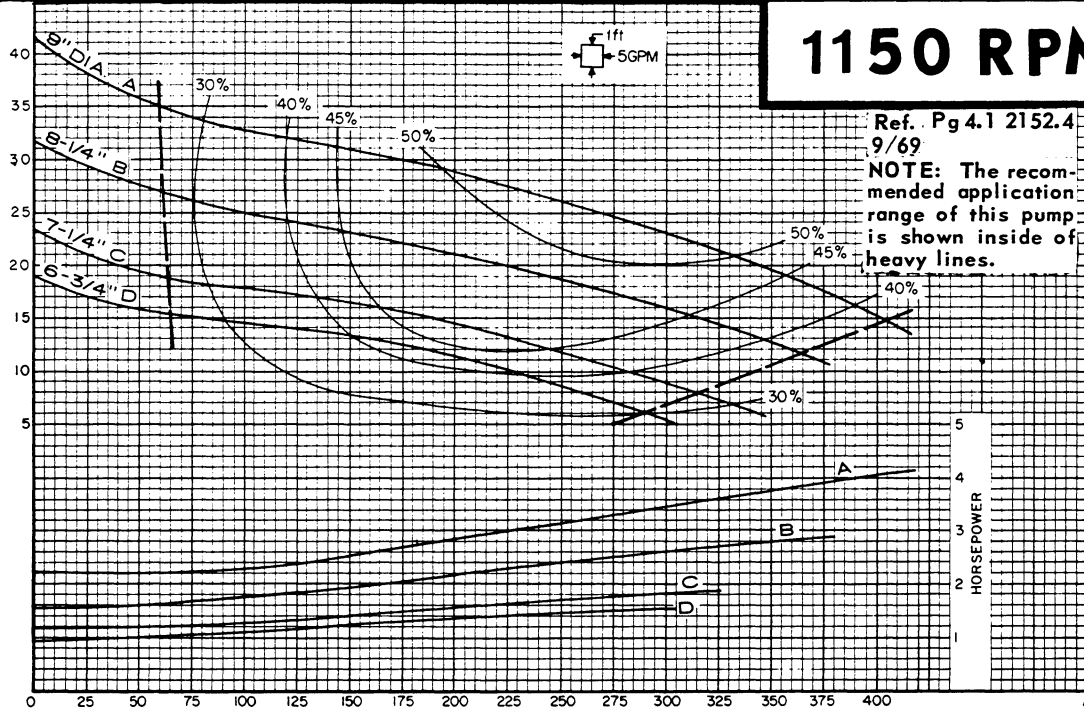 1150 RPM
1ft
5GPM
Ref. Pg 4.1 2152.4
9/69
NOTE: The recom-
mended application
range of this pump
is shown inside of
heavy lines.
40
35
30
25
20
15
10
5
9" DIA. A
8-1/4" B
7-1/4" C
6-3/4" D
30%
40%
45%
50%
50%
45%
40%
30%
A
B
C
D
5
4
3
2
1
HORSEPOWER
0 25 50 75 100 125 150 175 200 225 250 275 300 325 350 375 400